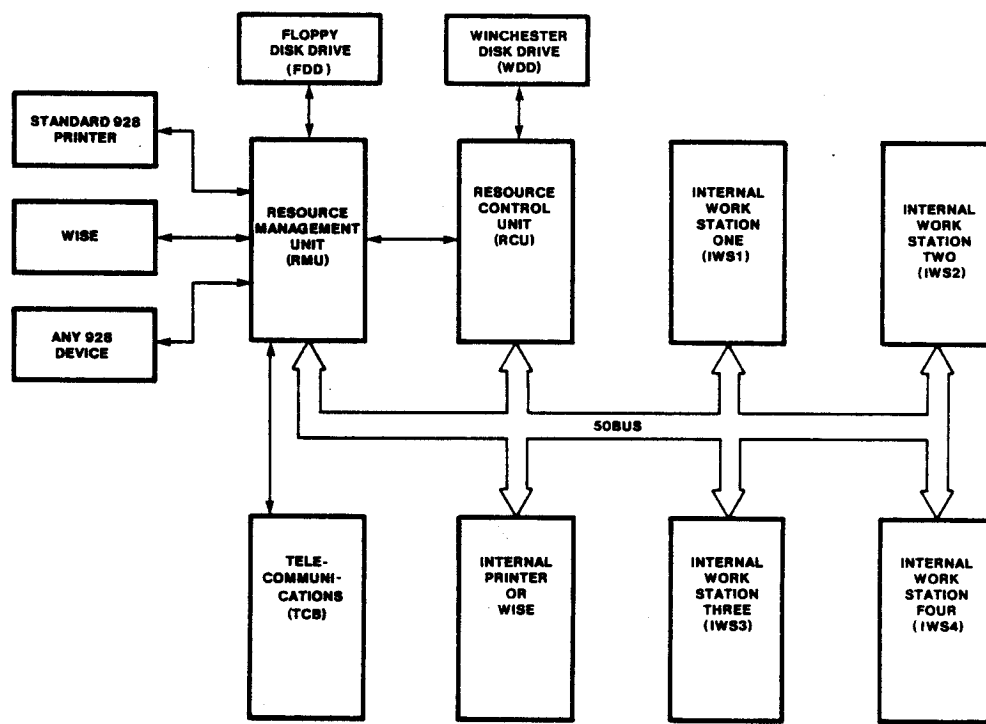 FLOPPY
DISK DRIVE
(FDD)
WINCHESTER
DISK DRIVE
(WDD)
STANDARD 928
PRINTER
WISE
ANY 928
DEVICE
RESOURCE
MANAGEMENT
UNIT
(RMU)
RESOURCE
CONTROL
UNIT
(RCU)
INTERNAL
WORK
STATION
ONE
(IWS1)
INTERNAL
WORK
STATION
TWO
(IWS2)
50BUS
TELE-
COMMUNI-
CATIONS
(TCB)
INTERNAL
PRINTER
OR
WISE
INTERNAL
WORK
STATION
THREE
(IWS3)
INTERNAL
WORK
STATION
FOUR
(IWS4)